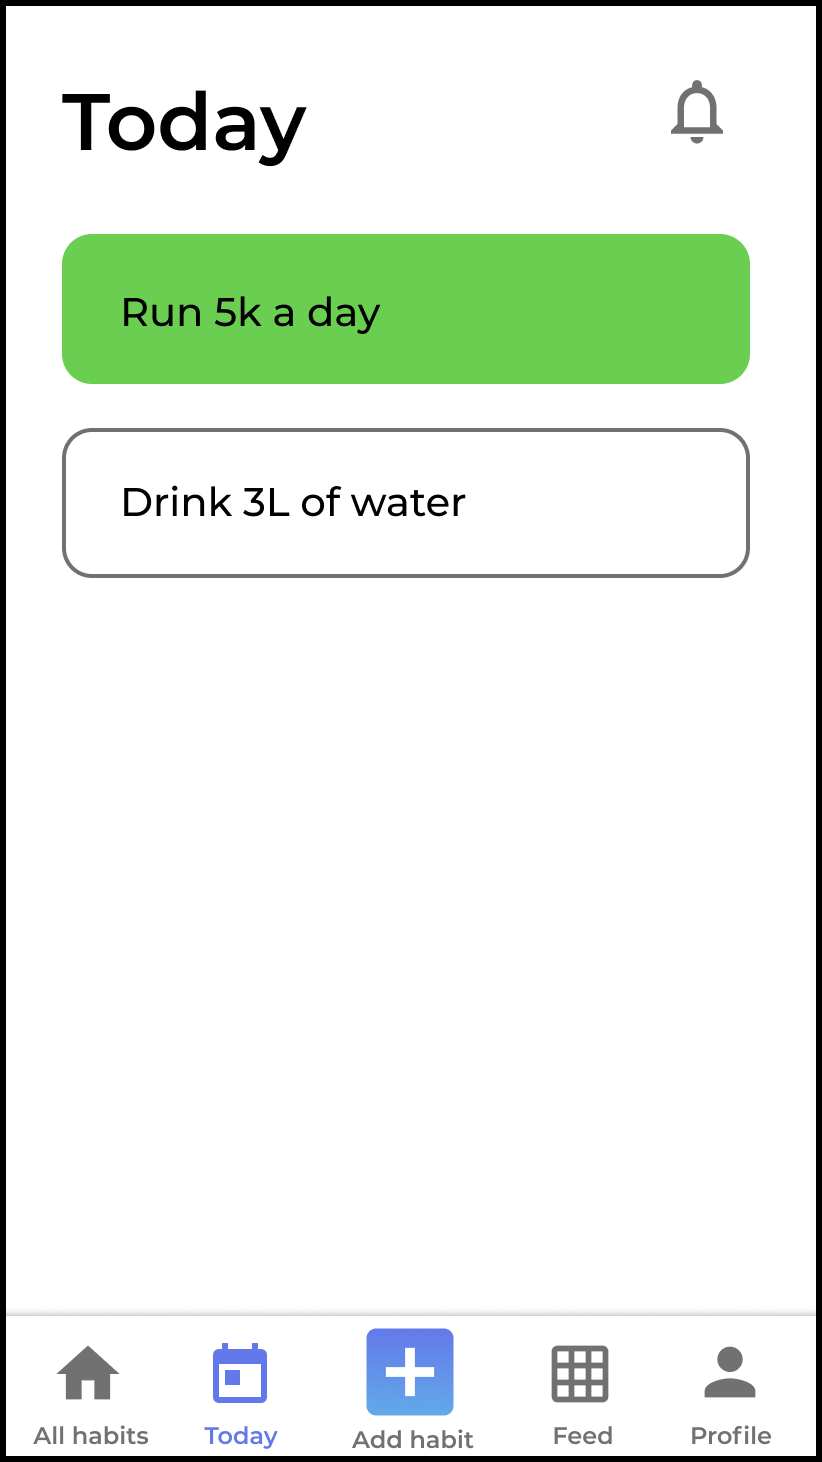 Today
Run 5k a day
Drink 3L of water
All habits
Today
Add habit
Feed
Profile